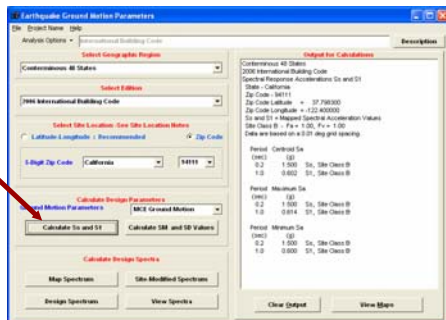 Earthquake Ground Motion Parameters
File Project Name Help
Analysis Options International Building Code
Description
Select Geographic Region
Conterminous 48 States
Select Edition
2006 International Building Code
Select Site Location -See Site Location Notes
Latitude-Longitude : Recommended Zip Code
5-Digit Zip Code California 94111
Calculate Design Parameters
Ground Motion Parameters MCE Ground Motion
Calculate Ss and S1 Calculate SM and SD Values
Calculate Design Spectra
Map Spectrum Site-Modified Spectrum
Design Spectrum View Spectra
Output for Calculations
Conterminous 48 States
2006 International Building Code
Spectral Response Accelerations Ss and S1
State - California
Zip Code - 94111
Zip Code Latitude = 37.798300
Zip Code Longitude = -122.400000
Ss and S1 = Mapped Spectral Acceleration Values
Site Class B - Fa = 1.00, Fv = 1.00
Data are based on a 0.01 deg grid spacing
Period Centroid Sa
(sec) (g)
0.2 1.500 Ss, Site Class B
1.0 0.602 S1, Site Class B
Period Maximum Sa
(sec) (g)
0.2 1.500 Ss, Site Class B
1.0 0.614 S1, Site Class B
Period Minimum Sa
(sec) (g)
0.2 1.500 Ss, Site Class B
1.0 0.600 S1, Site Class B
Clear Output View Maps